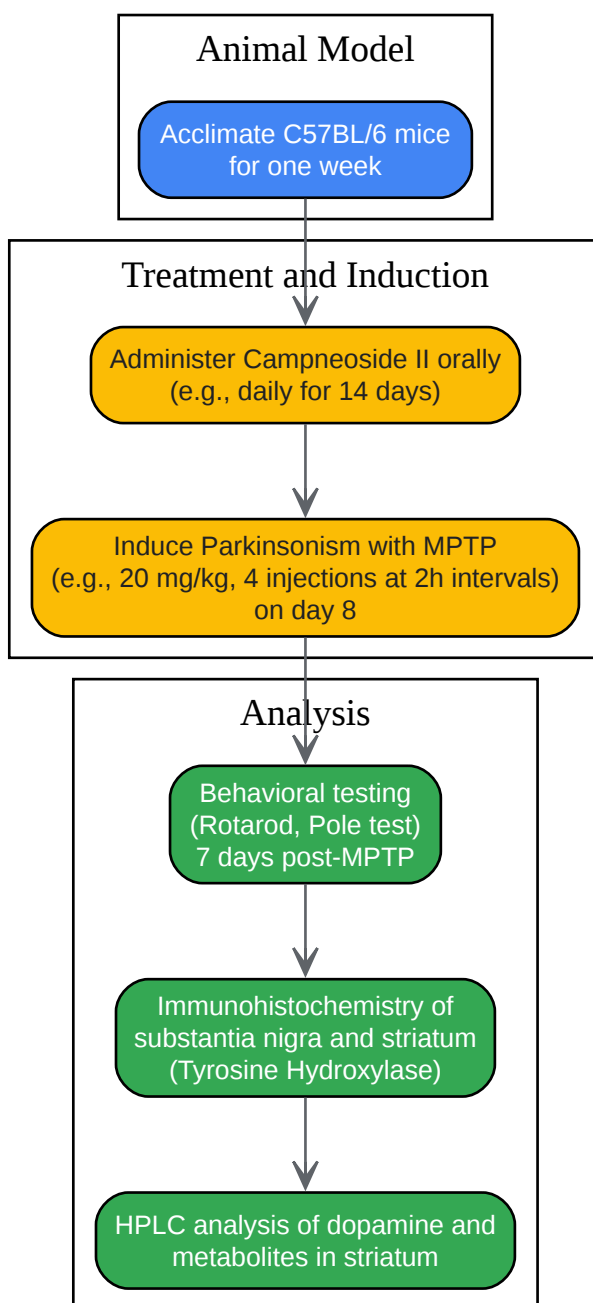 Animal Model
Acclimate C57BL/6 mice
for one week
Treatment and Induction
Administer Campneoside II orally
(e.g., daily for 14 days)
Induce Parkinsonism with MPTP
(e.g., 20 mg/kg, 4 injections at 2h intervals)
on day 8
Analysis
Behavioral testing
(Rotarod, Pole test)
7 days post-MPTP
Immunohistochemistry of
substantia nigra and striatum
(Tyrosine Hydroxylase)
HPLC analysis of dopamine and
metabolites in striatum